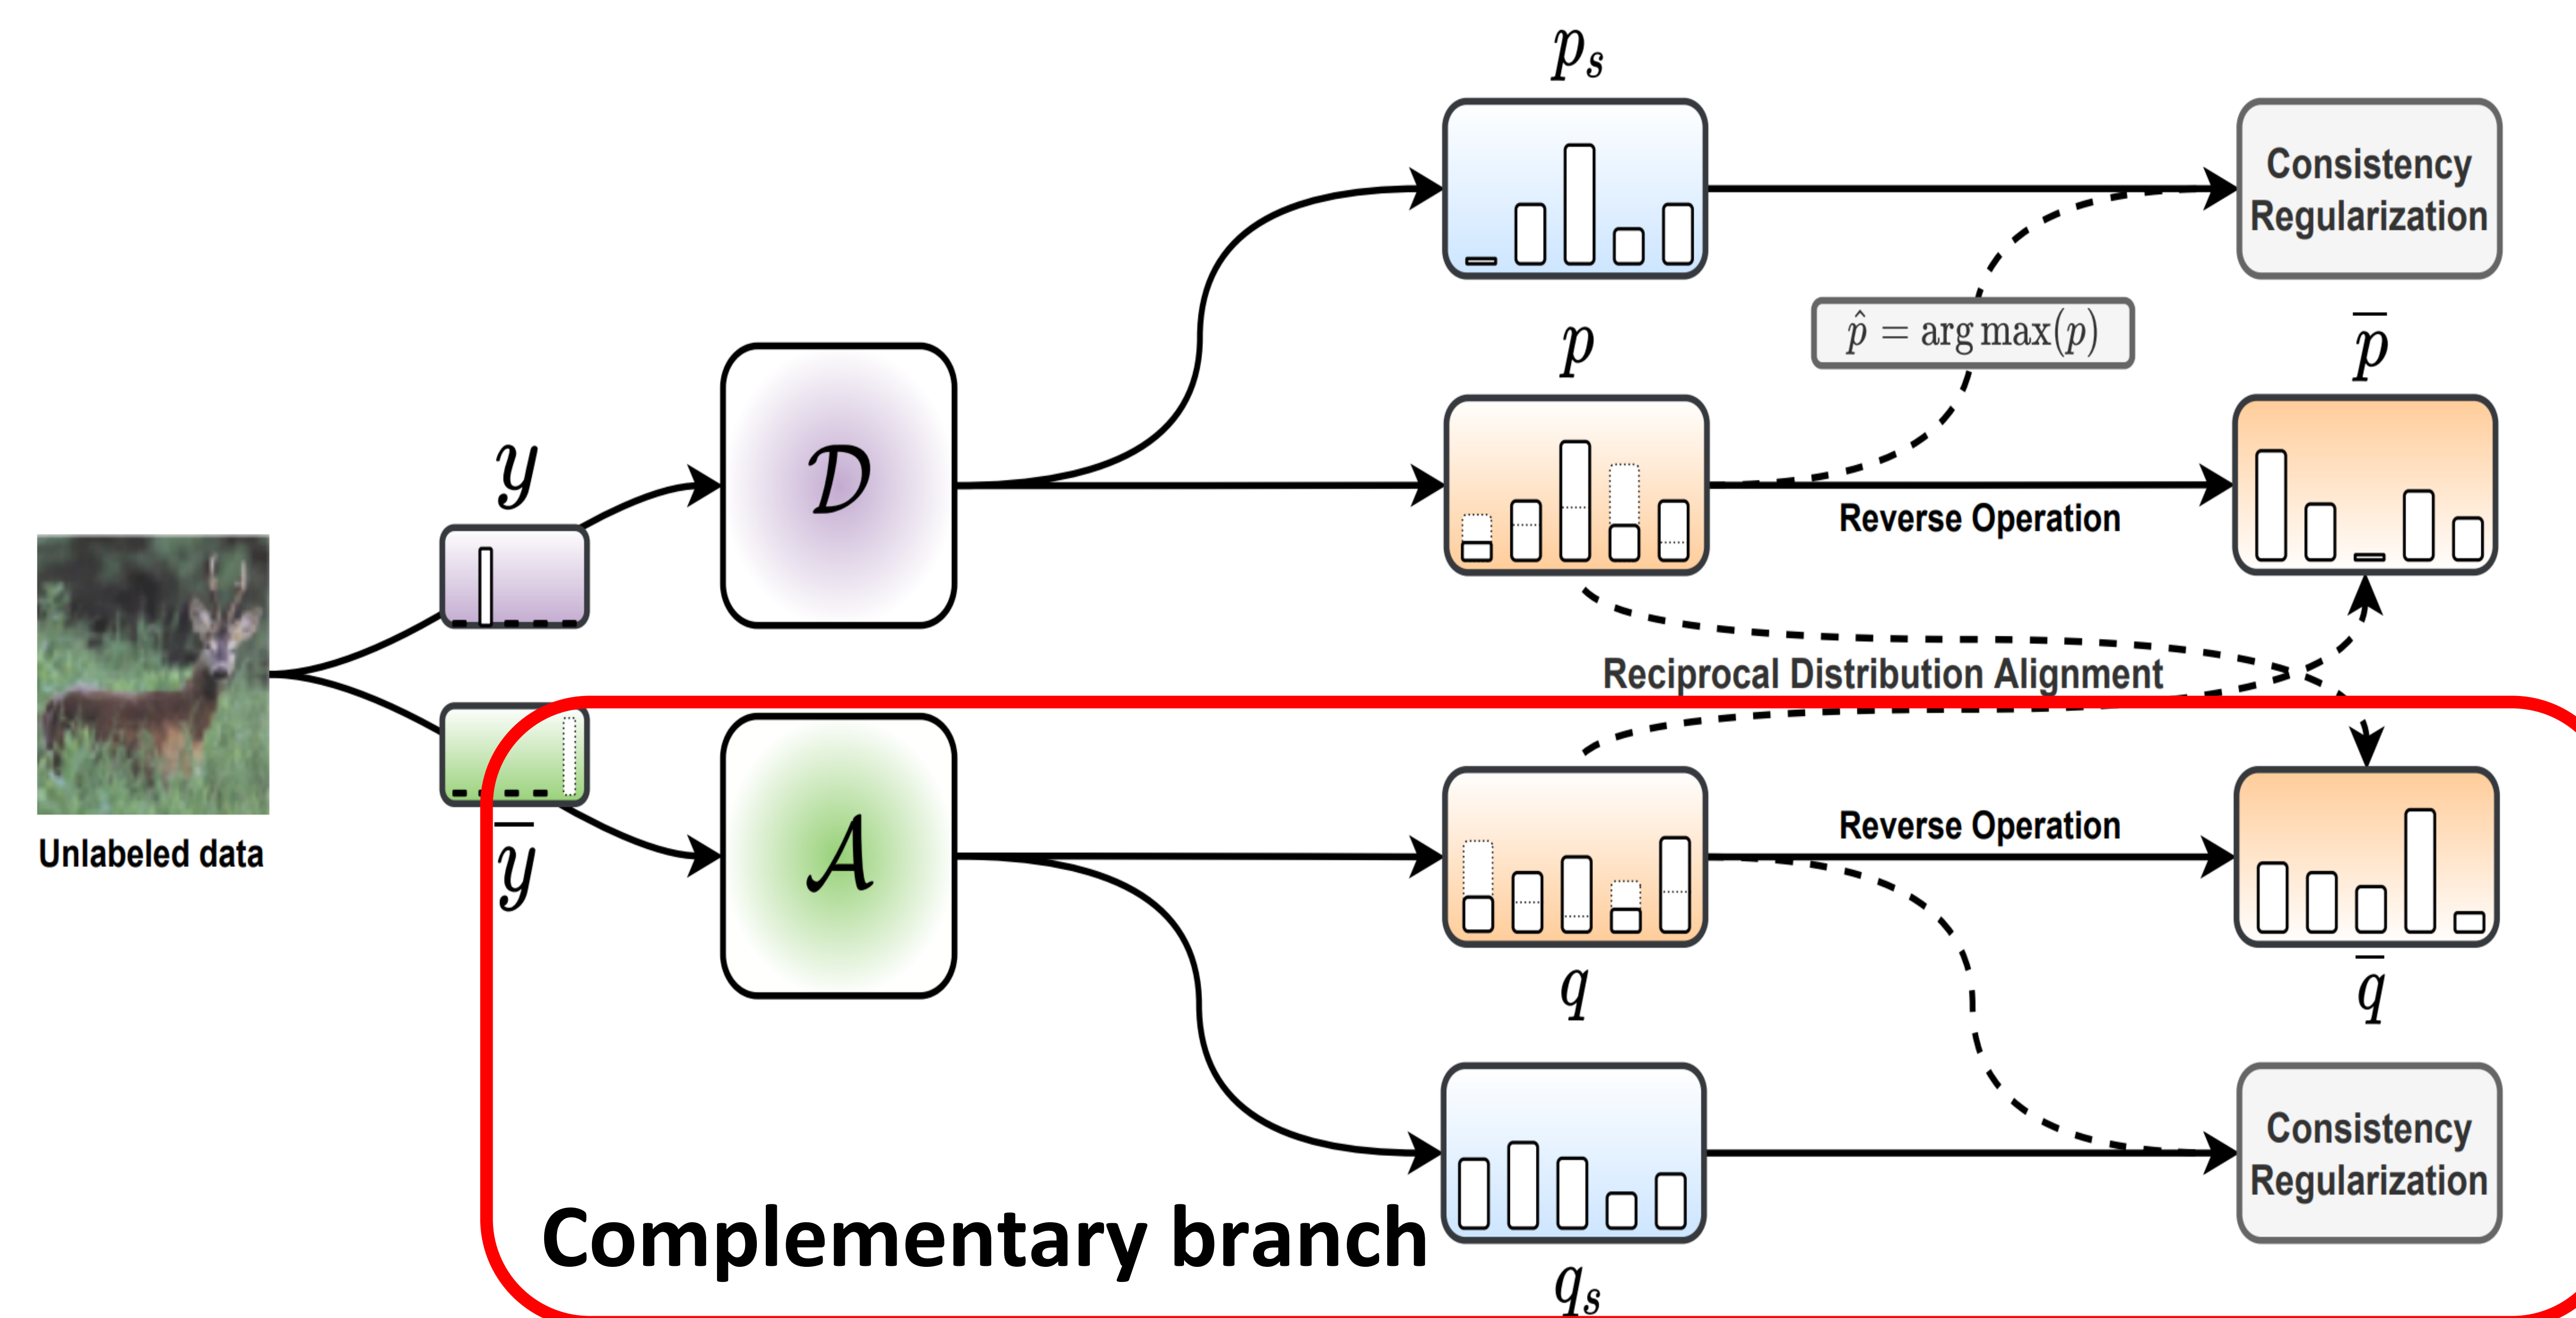 p_s
Consistency
Regularization
p̂ = arg max(p)
p
p̅
y
𝒟
Reverse Operation
Reciprocal Distribution Alignment
Unlabeled data
y̅
𝒜
Reverse Operation
q
q̅
Consistency
Regularization
Complementary branch
q_s